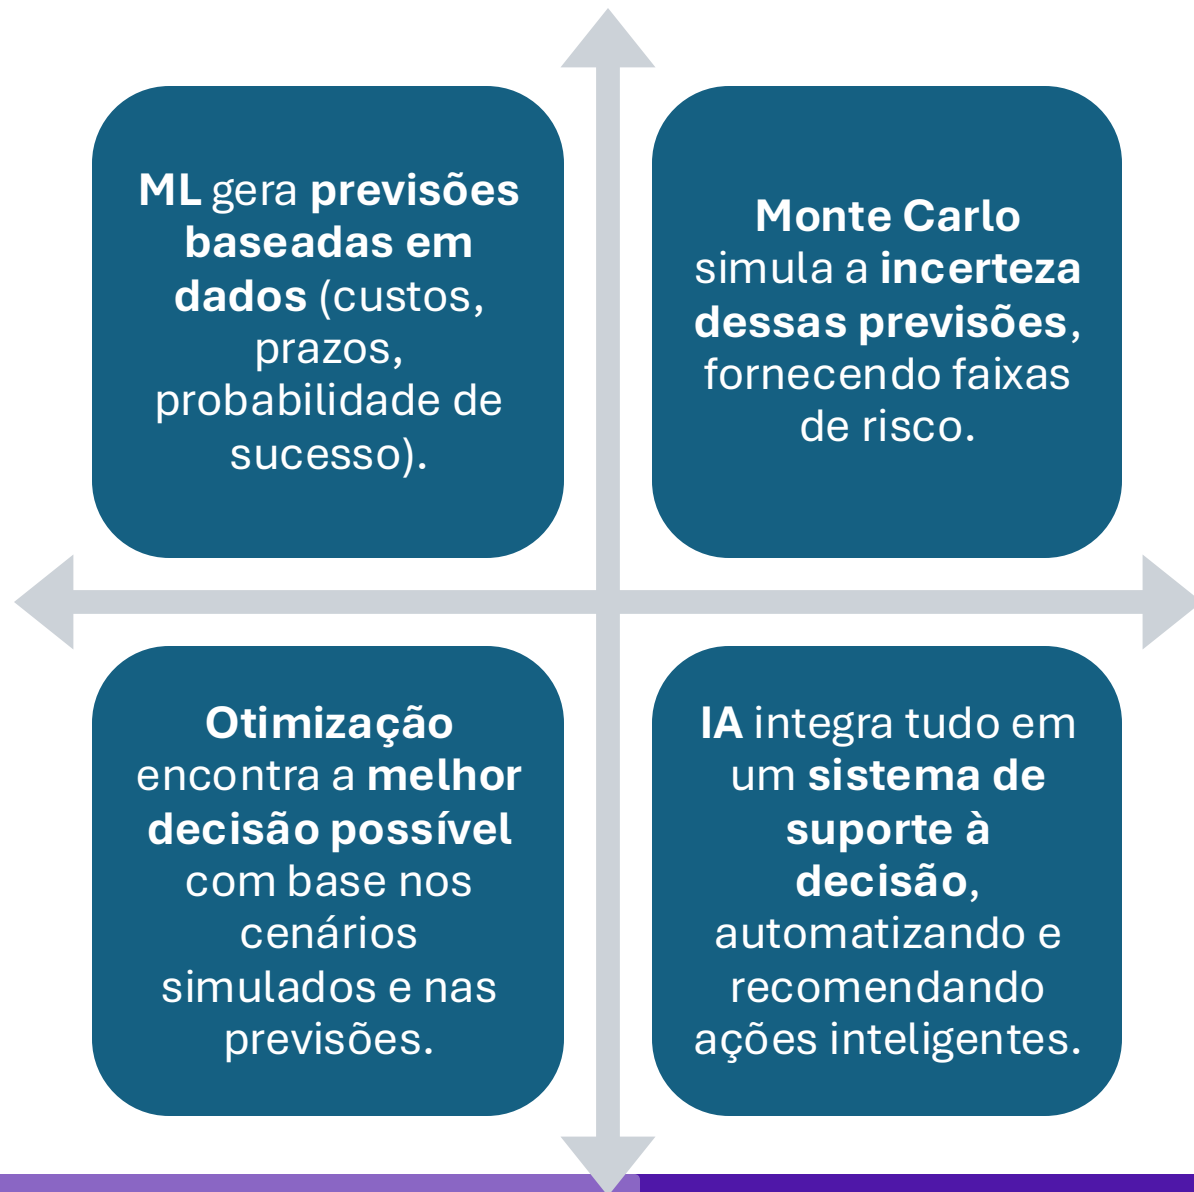 ML gera previsões
baseadas em
dados (custos,
prazos,
probabilidade de
sucesso).
Monte Carlo
simula a incerteza
dessas previsões,
fornecendo faixas
de risco.
Otimização
encontra a melhor
decisão possível
com base nos
cenários
simulados e nas
previsões.
IA integra tudo em
um sistema de
suporte à
decisão,
automatizando e
recomendando
ações inteligentes.